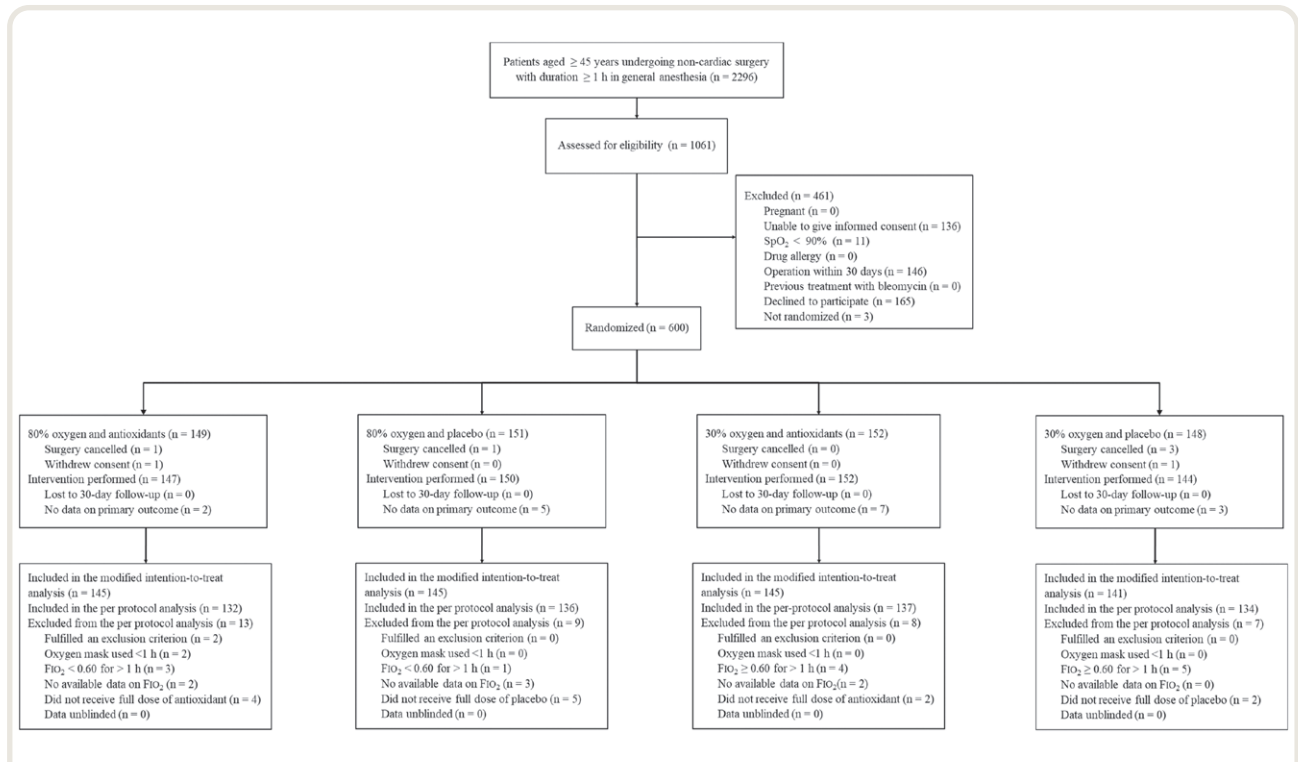 Patients aged ≥ 45 years undergoing non-cardiac surgery
with duration ≥ 1 h in general anesthesia (n = 2296)
Assessed for eligibility (n = 1061)
Excluded (n = 461)
Pregnant (n = 0)
Unable to give informed consent (n = 136)
SpO₂ < 90% (n = 11)
Drug allergy (n = 0)
Operation within 30 days (n = 146)
Previous treatment with bleomycin (n = 0)
Declined to participate (n = 165)
Not randomized (n = 3)
Randomized (n = 600)
80% oxygen and antioxidants (n = 149)
Surgery cancelled (n = 1)
Withdrew consent (n = 1)
Intervention performed (n = 147)
Lost to 30-day follow-up (n = 0)
No data on primary outcome (n = 2)
80% oxygen and placebo (n = 151)
Surgery cancelled (n = 1)
Withdrew consent (n = 0)
Intervention performed (n = 150)
Lost to 30-day follow-up (n = 0)
No data on primary outcome (n = 5)
30% oxygen and antioxidants (n = 152)
Surgery cancelled (n = 0)
Withdrew consent (n = 0)
Intervention performed (n = 152)
Lost to 30-day follow-up (n = 0)
No data on primary outcome (n = 7)
30% oxygen and placebo (n = 148)
Surgery cancelled (n = 3)
Withdrew consent (n = 1)
Intervention performed (n = 144)
Lost to 30-day follow-up (n = 0)
No data on primary outcome (n = 3)
Included in the modified intention-to-treat
analysis (n = 145)
Included in the per protocol analysis (n = 132)
Excluded from the per protocol analysis (n = 13)
Fulfilled an exclusion criterion (n = 2)
Oxygen mask used <1 h (n = 2)
FIO₂ < 0.60 for > 1 h (n = 3)
No available data on FIO₂ (n = 2)
Did not receive full dose of antioxidant (n = 4)
Data unblinded (n = 0)
Included in the modified intention-to-treat
analysis (n = 145)
Included in the per protocol analysis (n = 136)
Excluded from the per protocol analysis (n = 9)
Fulfilled an exclusion criterion (n = 0)
Oxygen mask used <1 h (n = 0)
FIO₂ < 0.60 for > 1 h (n = 1)
No available data on FIO₂ (n = 3)
Did not receive full dose of placebo (n = 5)
Data unblinded (n = 0)
Included in the modified intention-to-treat
analysis (n = 145)
Included in the per-protocol analysis (n = 137)
Excluded from the per protocol analysis (n = 8)
Fulfilled an exclusion criterion (n = 0)
Oxygen mask used <1 h (n = 0)
FIO₂ ≥ 0.60 for > 1 h (n = 4)
No available data on FIO₂(n = 2)
Did not receive full dose of antioxidant (n = 2)
Data unblinded (n = 0)
Included in the modified intention-to-treat
analysis (n = 141)
Included in the per protocol analysis (n = 134)
Excluded from the per protocol analysis (n = 7)
Fulfilled an exclusion criterion (n = 0)
Oxygen mask used <1 h (n = 0)
FIO₂ ≥ 0.60 for > 1 h (n = 5)
No available data on FIO₂ (n = 0)
Did not receive full dose of placebo (n = 2)
Data unblinded (n = 0)